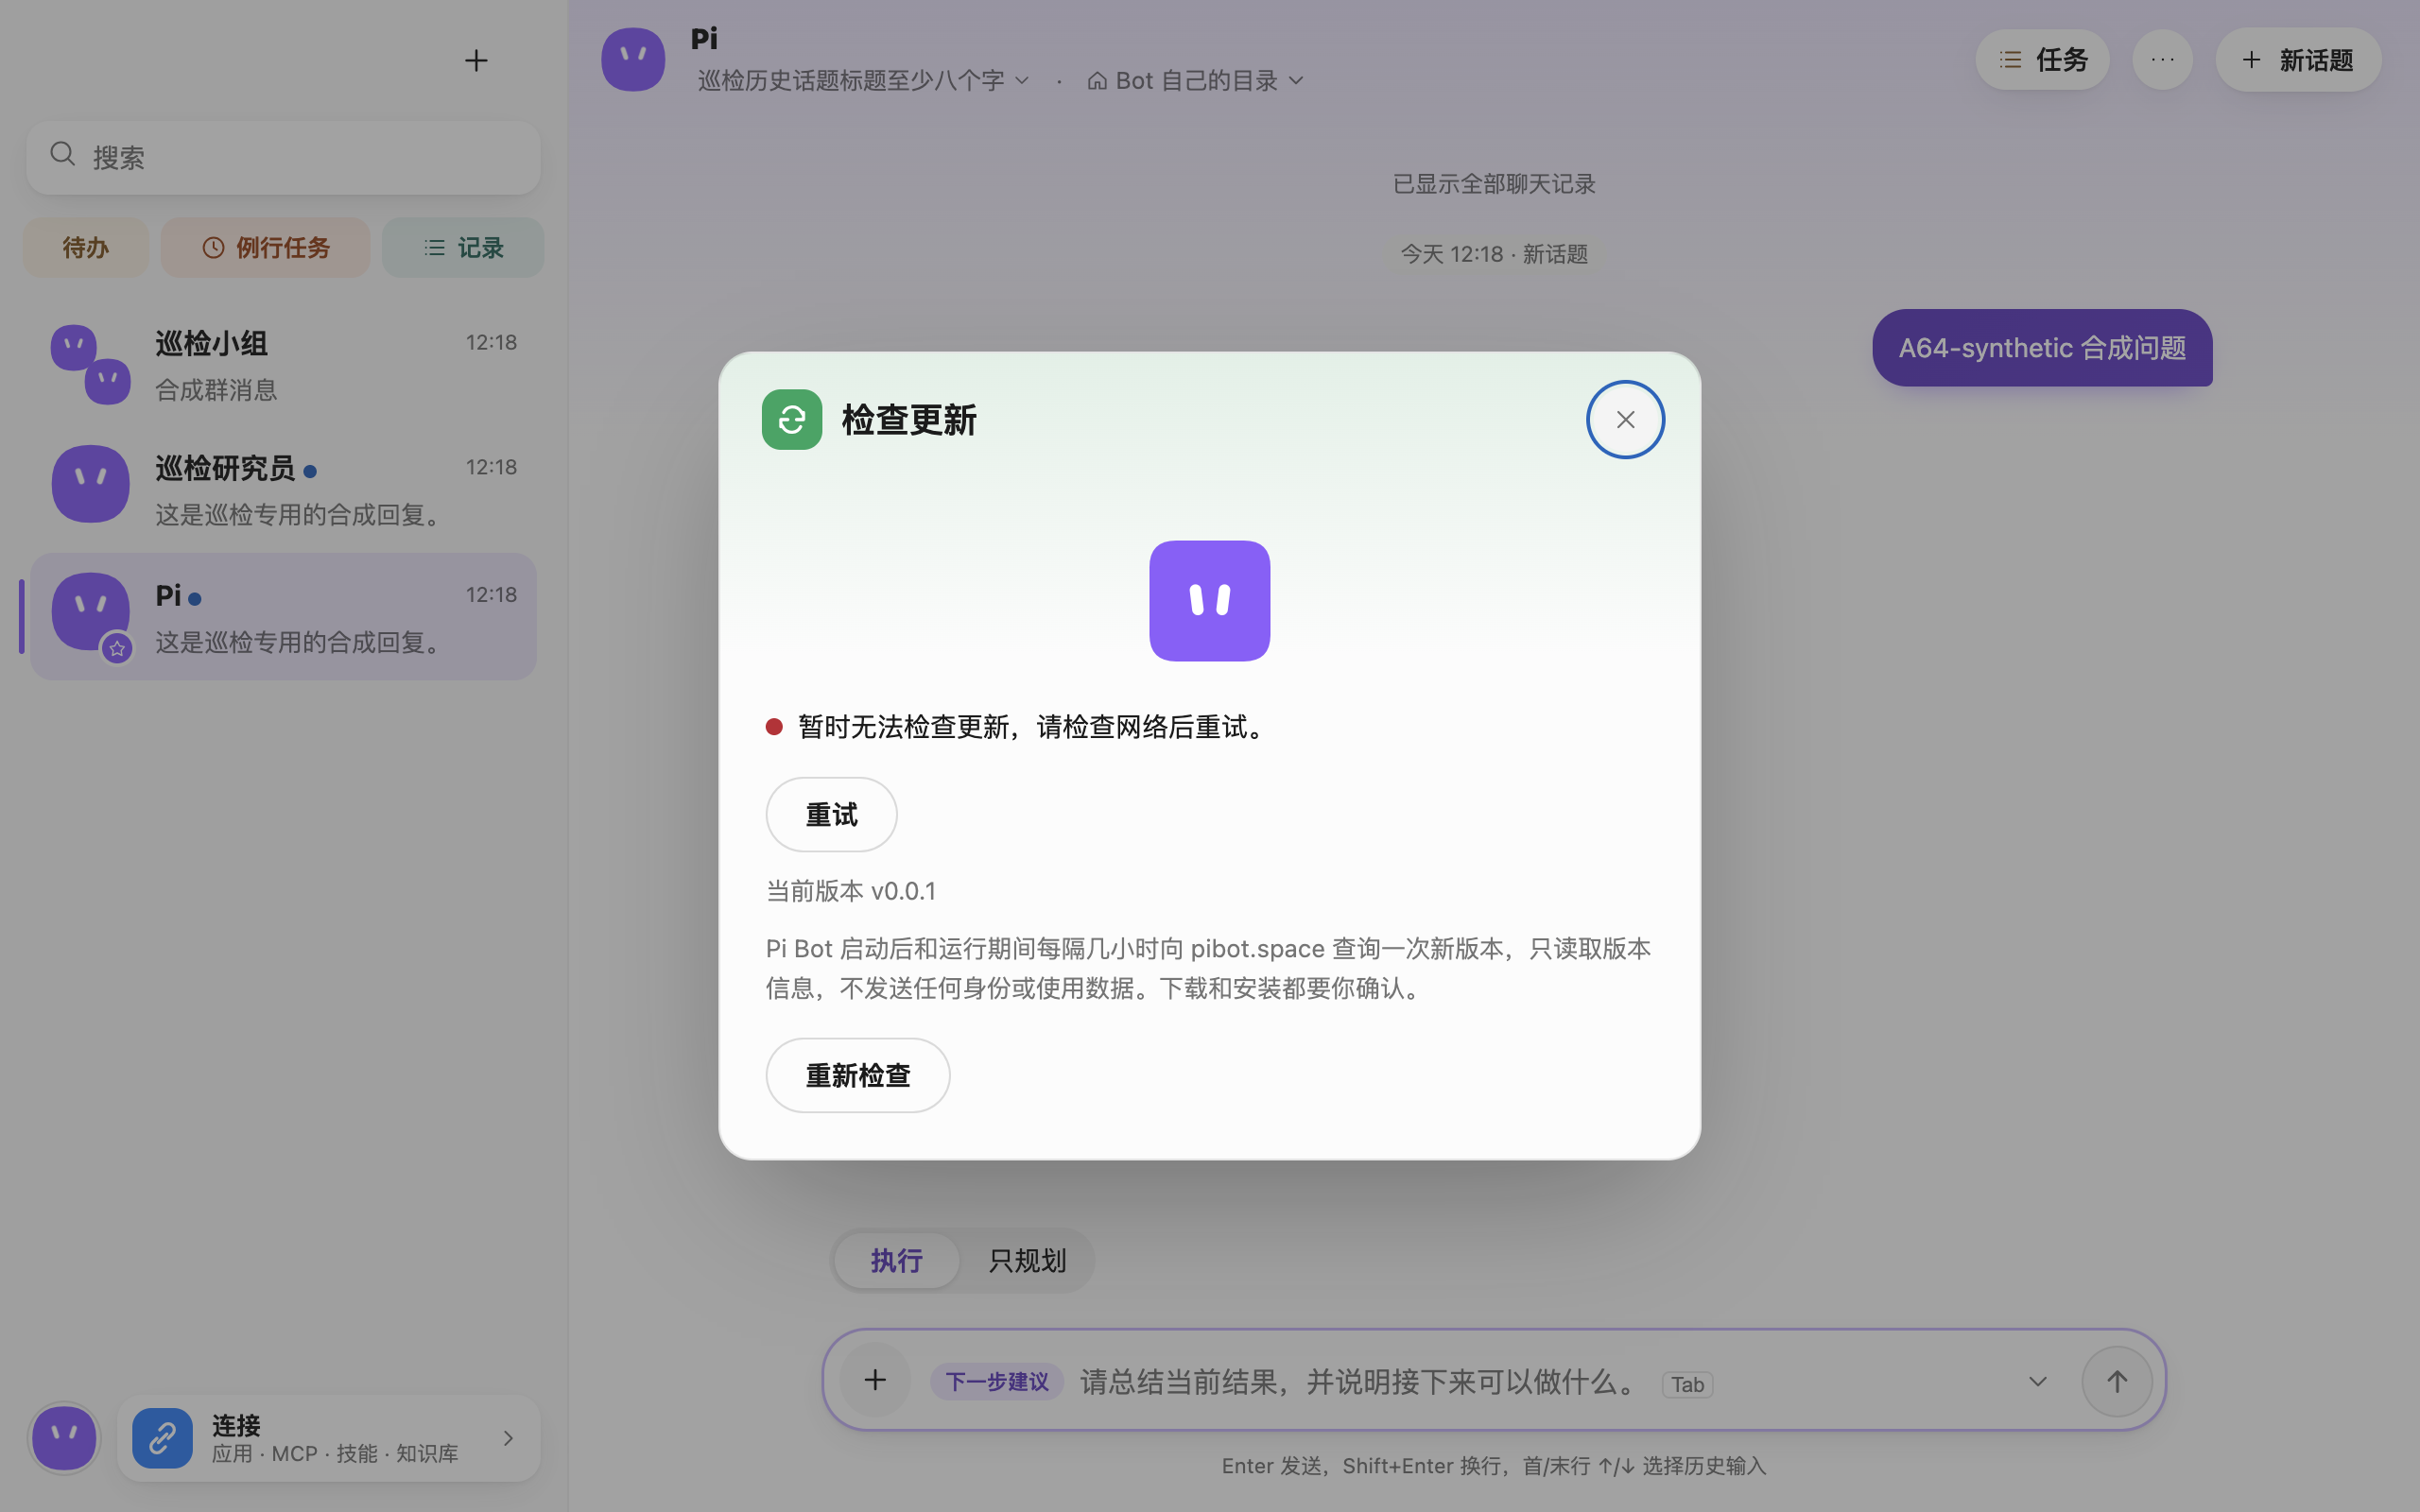 搜索
待办
例行任务
记录
巡检小组
12:18
合成群消息
巡检研究员
12:18
这是巡检专用的合成回复。
Pi
12:18
这是巡检专用的合成回复。
连接
应用 · MCP · 技能 · 知识库
Pi
巡检历史话题标题至少八个字 · Bot 自己的目录
任务
···
新话题
已显示全部聊天记录
今天 12:18 · 新话题
A64-synthetic 合成问题
检查更新
暂时无法检查更新，请检查网络后重试。
重试
当前版本 v0.0.1
Pi Bot 启动后和运行期间每隔几小时向 pibot.space 查询一次新版本，只读取版本
信息，不发送任何身份或使用数据。下载和安装都要你确认。
重新检查
执行
只规划
下一步建议 请总结当前结果，并说明接下来可以做什么。 Tab
Enter 发送，Shift+Enter 换行，首/末行 ↑/↓ 选择历史输入